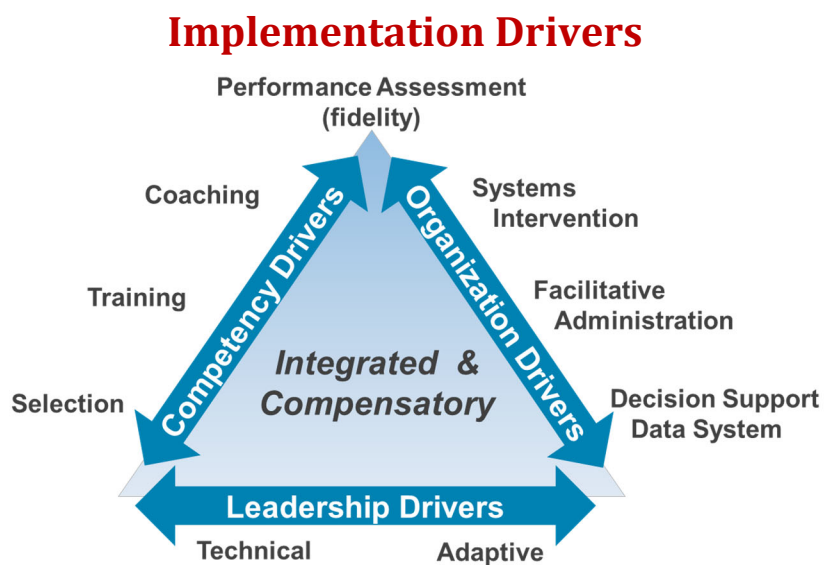 Implementation Drivers
Performance Assessment
(fidelity)
Coaching
Training
Selection
Competency Drivers
Systems
Intervention
Facilitative
Administration
Decision Support
Data System
Organization Drivers
Integrated &
Compensatory
Leadership Drivers
Technical
Adaptive